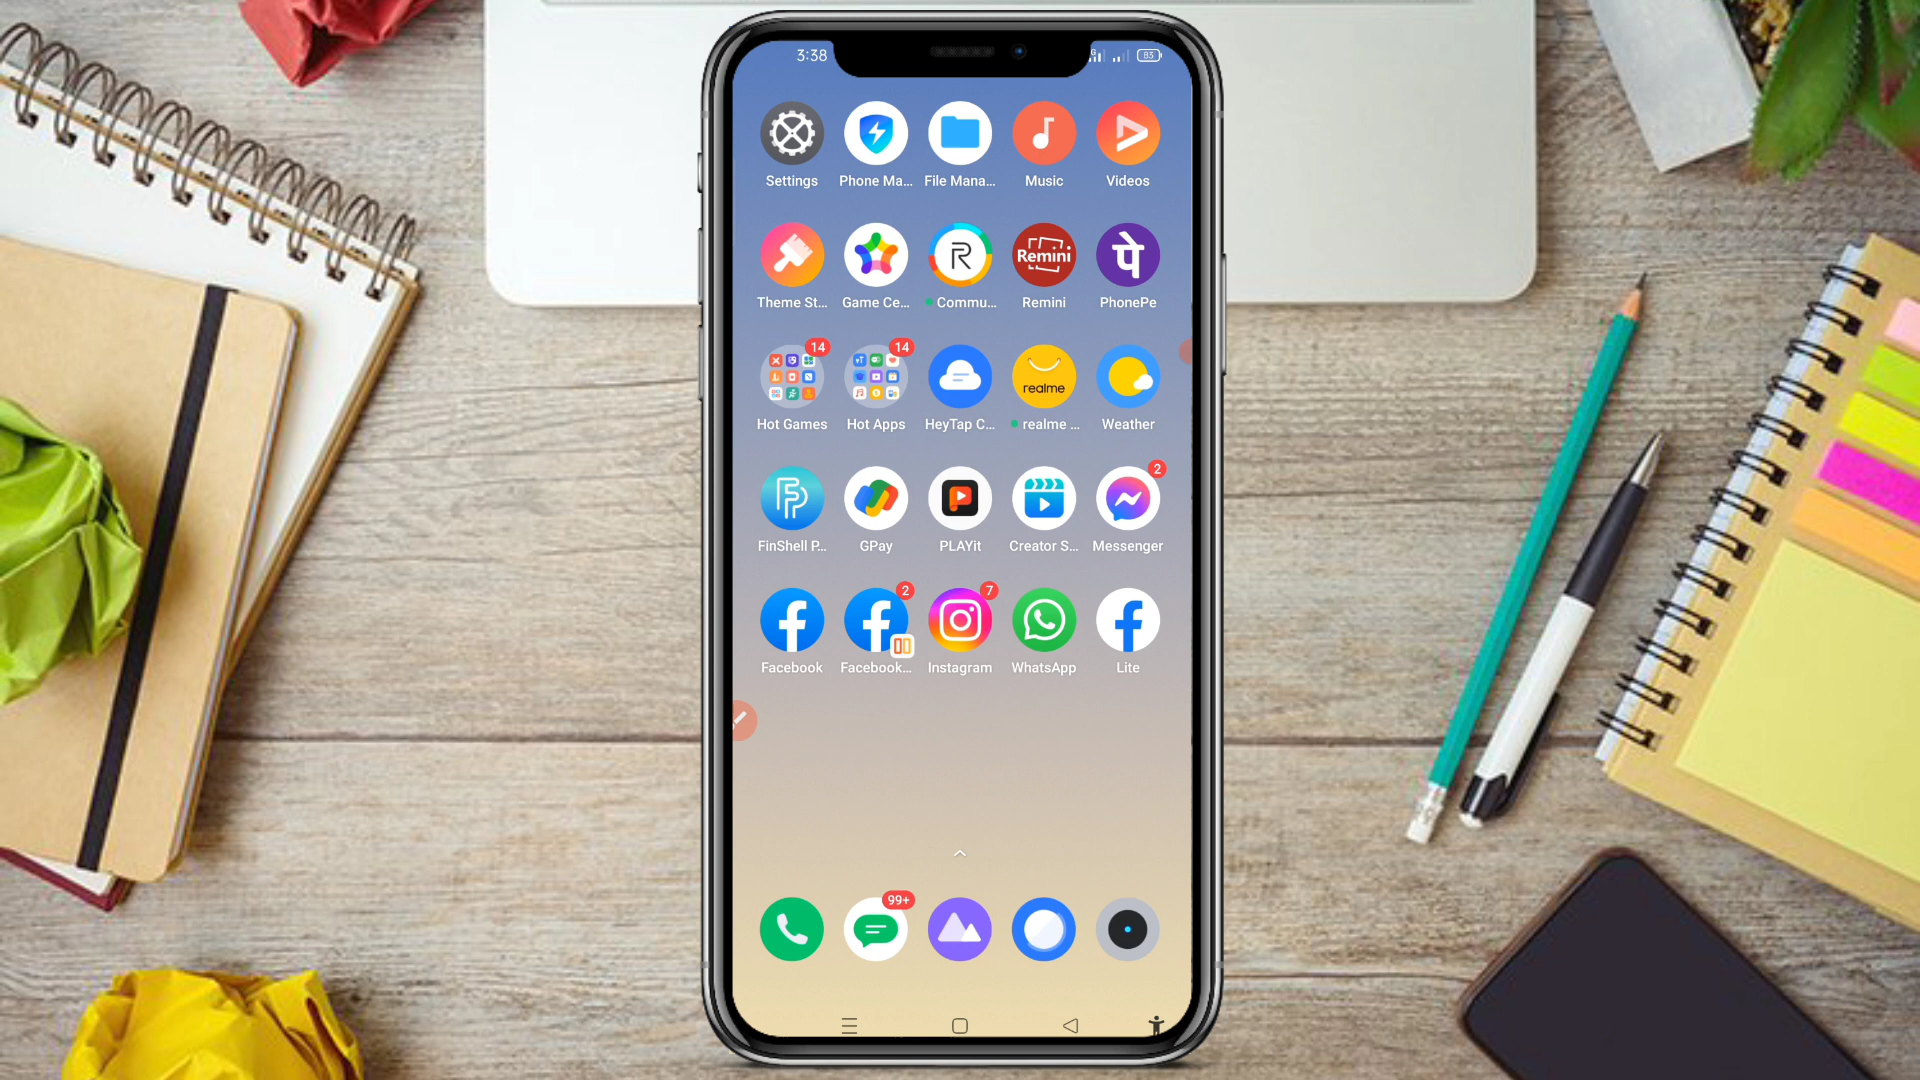 3:38
83
Settings
Phone Ma...
File Mana...
Music
Videos
R
Remini
पे
Theme St...
Game Ce...
Commu...
Remini
PhonePe
14
14
realme
Hot Games
Hot Apps
HeyTap C...
realme ...
Weather
2
FinShell P...
GPay
PLAYit
Creator S...
Messenger
2
7
Facebook
Facebook...
Instagram
WhatsApp
Lite
99+